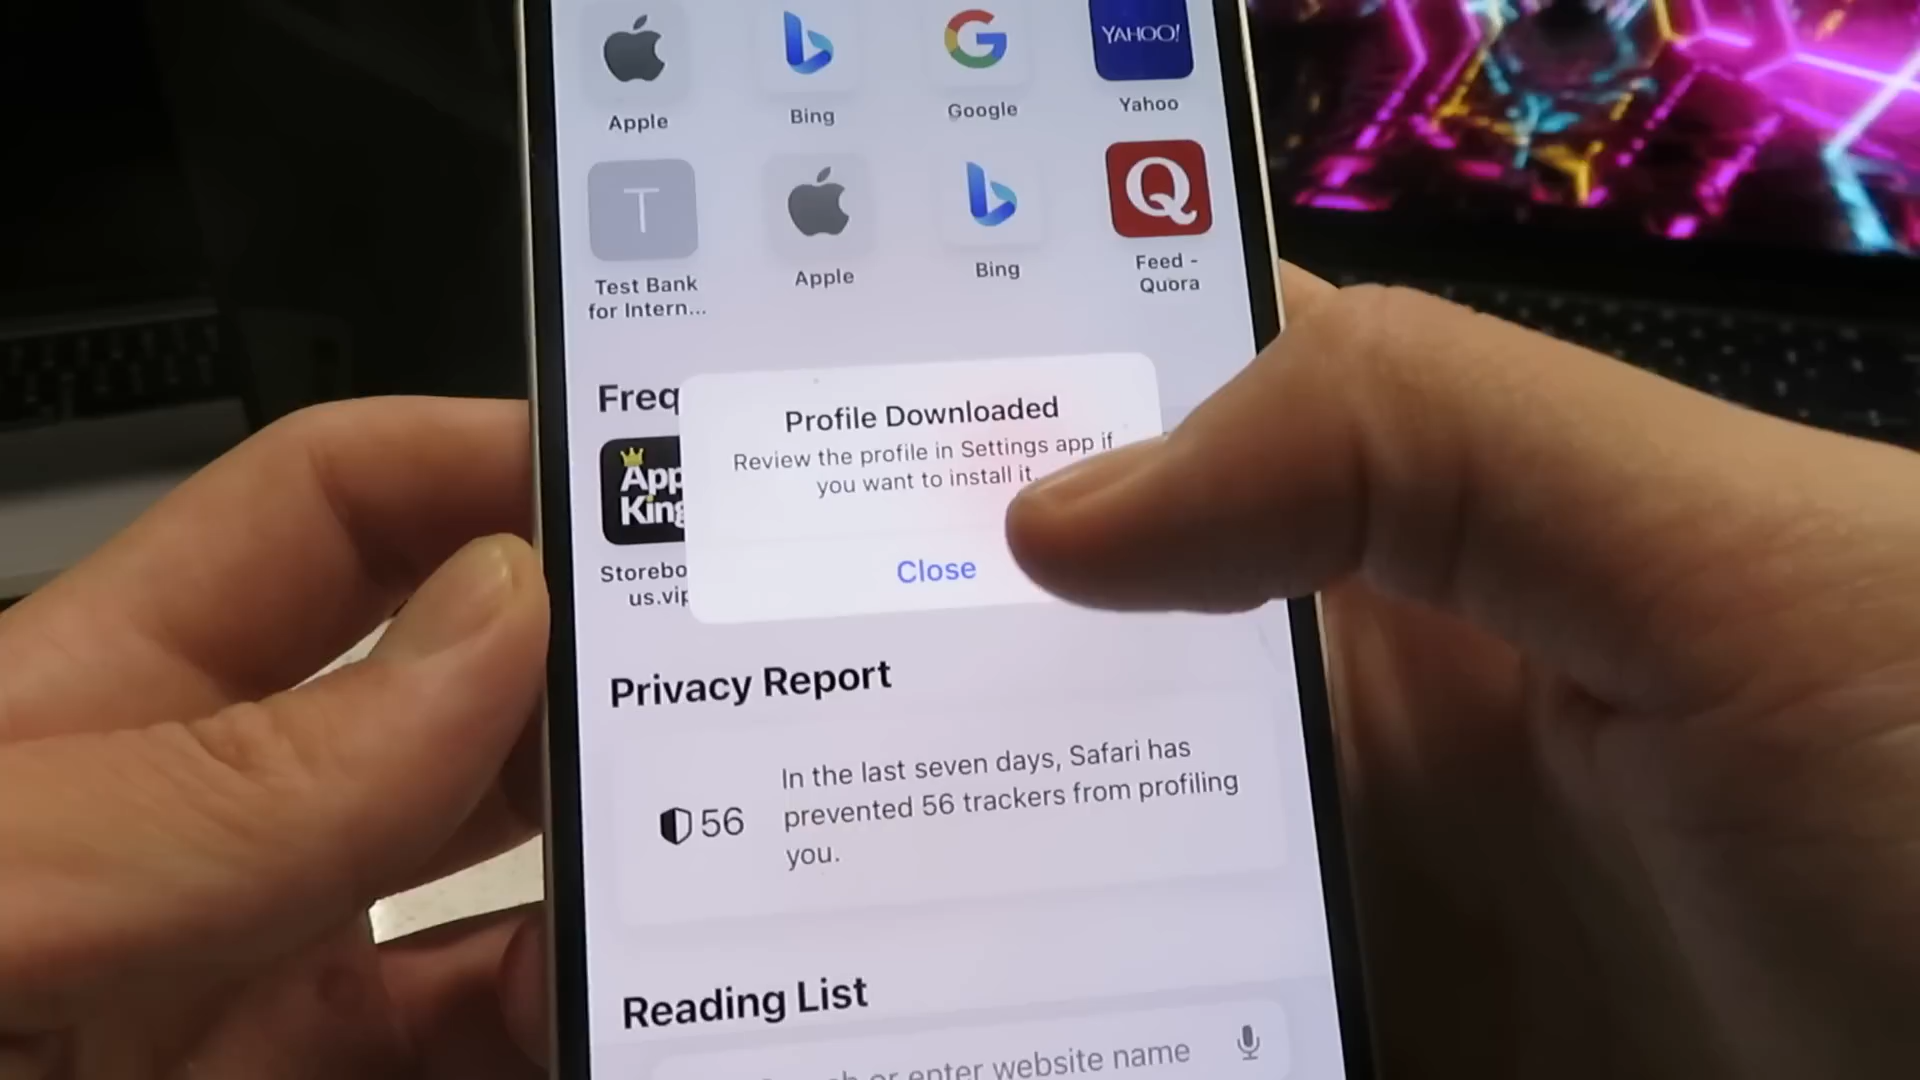 Apple
Bing
Google
YAHOO!
Yahoo
T
Test Bank
for Intern...
Apple
Bing
Q
Feed -
Quora
Freq
App
King
Storebo
us.vip
Profile Downloaded
Review the profile in Settings app if
you want to install it.
Close
Privacy Report
56
In the last seven days, Safari has
prevented 56 trackers from profiling
you.
Reading List
or enter website name